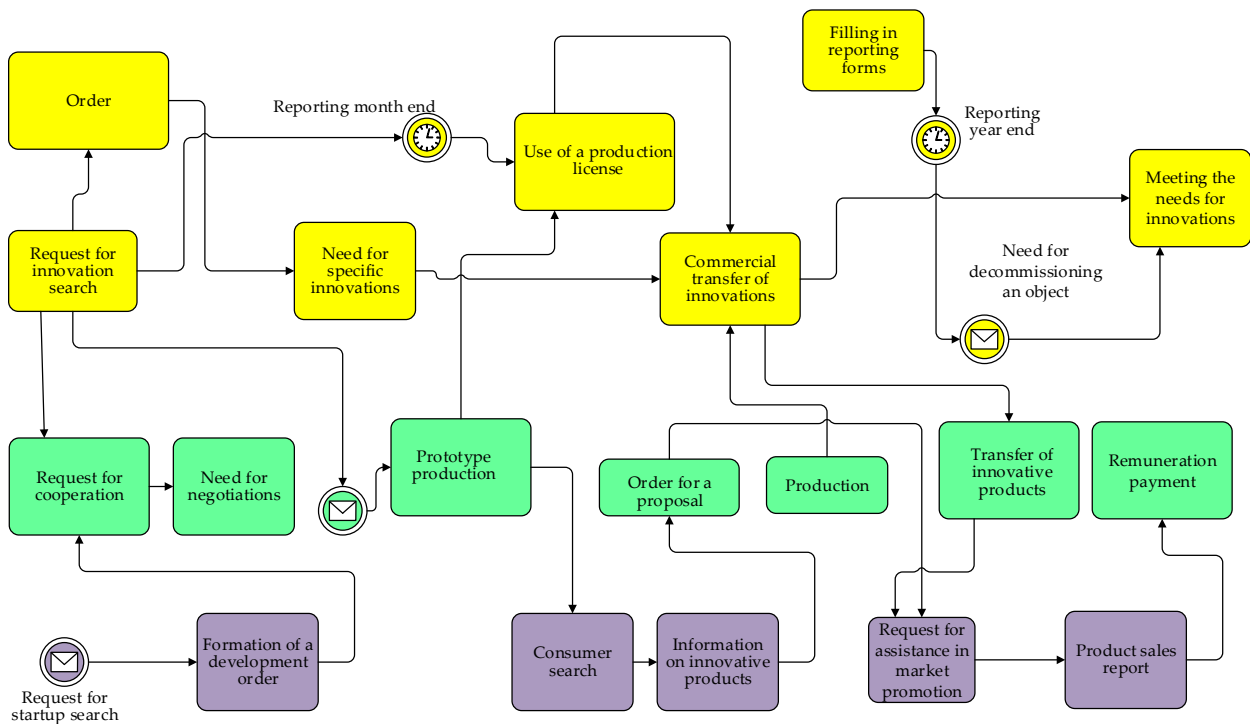 Filling in
reporting
forms
Order
Reporting month end
Reporting
year end
Use of a production
license
Meeting the
needs for
innovations
Request for
innovation
search
Need for
specific
innovations
Commercial
transfer of
innovations
Need for
decommissioning
an object
Request for
cooperation
Need for
negotiations
Prototype
production
Order for a
proposal
Production
Transfer of
innovative
products
Remuneration
payment
Formation of a
development
order
Consumer
search
Information
on innovative
products
Request for
assistance in
market
promotion
Product sales
report
Request for
startup search